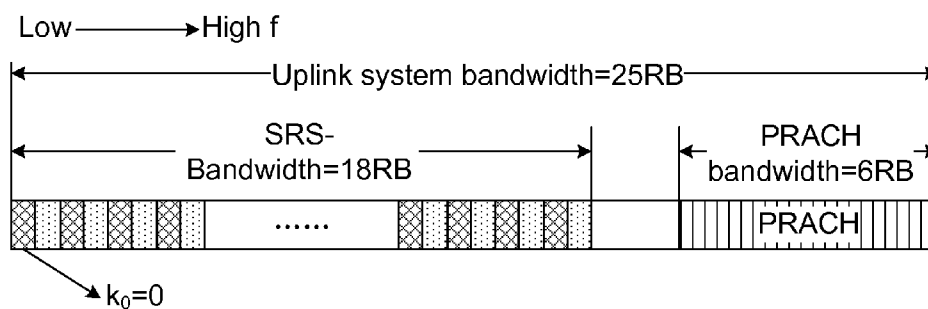 Low High f
Uplink system bandwidth=25RB
SRS-
Bandwidth=18RB
PRACH
bandwidth=6RB
......
PRACH
k₀=0